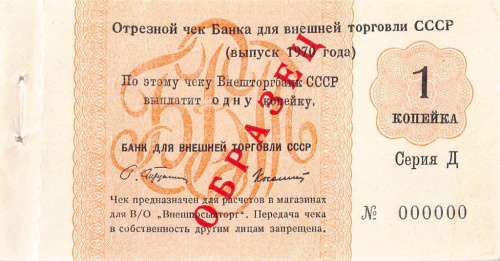 Отрезной чек Банка для внешней торговли СССР
(выпуск 1970 года)
По этому чеку Внешторгбанк СССР
выплатит ОДНУ копейку.
БАНК ДЛЯ ВНЕШНЕЙ ТОРГОВЛИ СССР
Чек предназначен для расчетов в магазинах
для В/О „Внешпосылторг". Передача чека
в собственность другим лицам запрещена.
ОБРАЗЕЦ
1
КОПЕЙКА
Серия Д
№ 000000